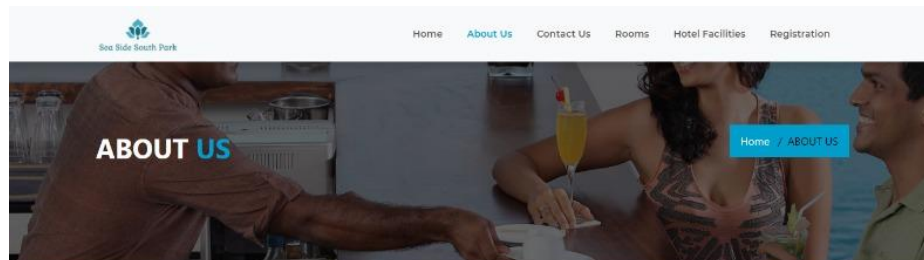 Sea Side South Park
Home About Us Contact Us Rooms Hotel Facilities Registration
ABOUT US
Home / ABOUT US